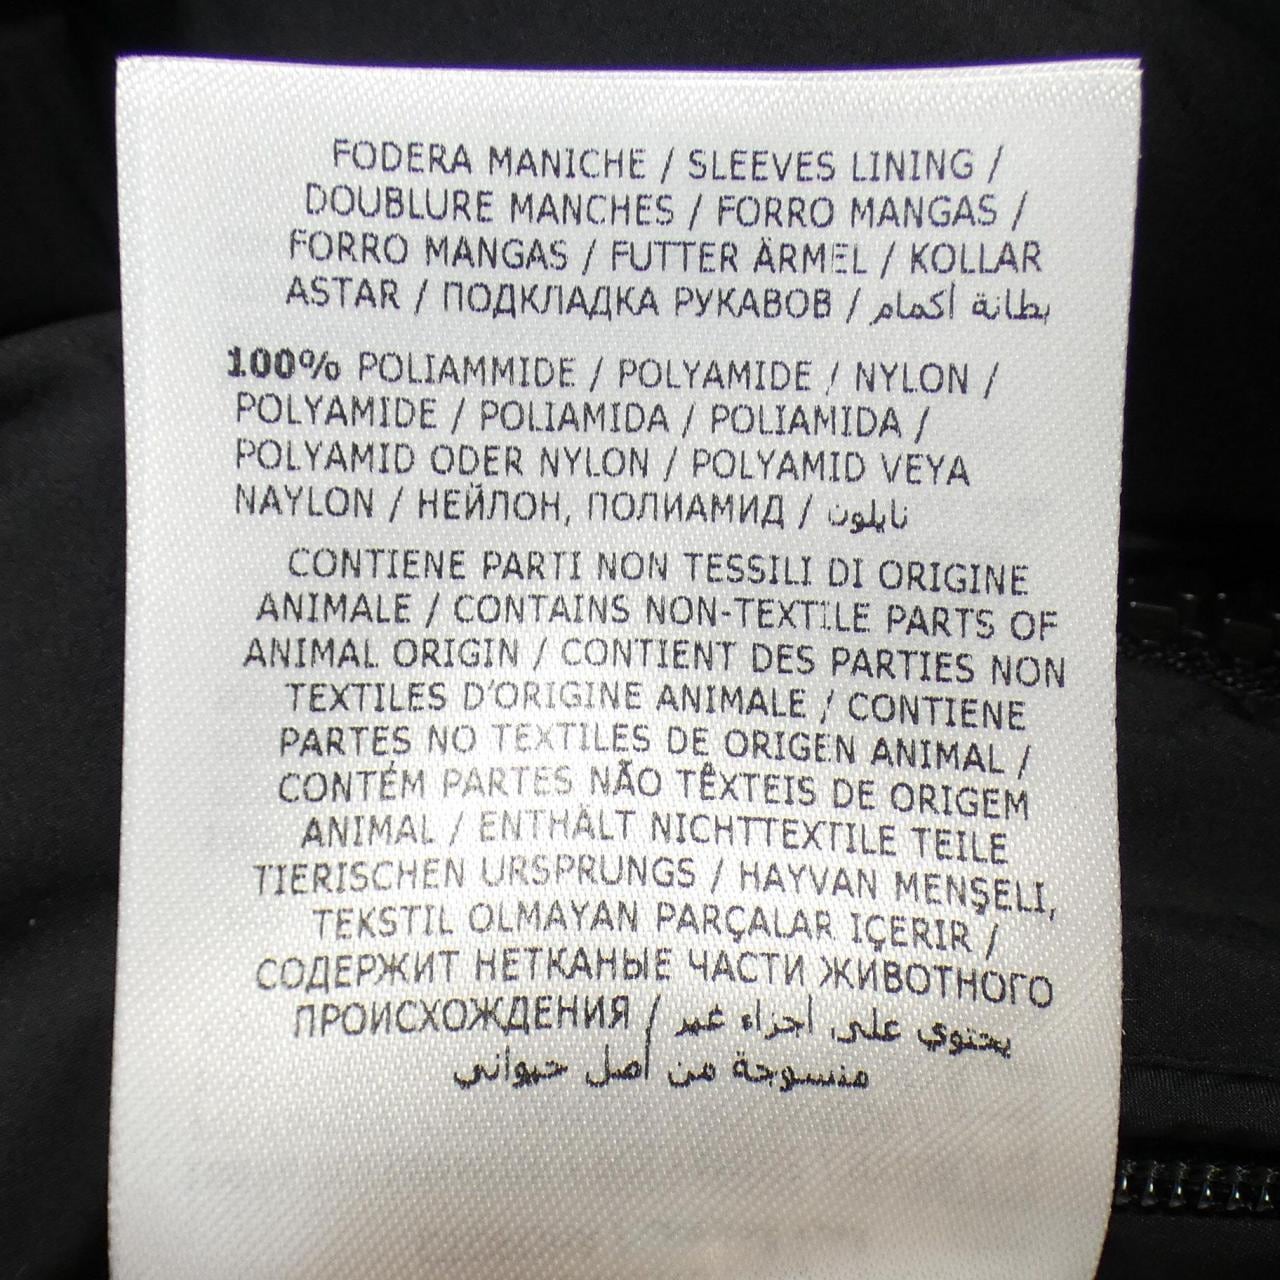 FODERA MANICHE / SLEEVES LINING /
DOUBLURE MANCHES / FORRO MANGAS /
FORRO MANGAS / FUTTER ÄRMEL / KOLLAR
ASTAR / ПОДКЛАДКА РУКАВОВ / بطانة أكمام
100% POLIAMMIDE / POLYAMIDE / NYLON /
POLYAMIDE / POLIAMIDA / POLIAMIDA /
POLYAMID ODER NYLON / POLYAMID VEYA
NAYLON / НЕЙЛОН, ПОЛИАМИД / نايلون
CONTIENE PARTI NON TESSILI DI ORIGINE
ANIMALE / CONTAINS NON-TEXTILE PARTS OF
ANIMAL ORIGIN / CONTIENT DES PARTIES NON
TEXTILES D'ORIGINE ANIMALE / CONTIENE
PARTES NO TEXTILES DE ORIGEN ANIMAL /
CONTÉM PARTES NÃO TÊXTEIS DE ORIGEM
ANIMAL / ENTHÄLT NICHTTEXTILE TEILE
TIERISCHEN URSPRUNGS / HAYVAN MENŞELI,
TEKSTIL OLMAYAN PARÇALAR IÇERIR /
СОДЕРЖИТ НЕТКАНЫЕ ЧАСТИ ЖИВОТНОГО
ПРОИСХОЖДЕНИЯ / يحتوي على أجزاء غير
منسوجة من أصل حيواني